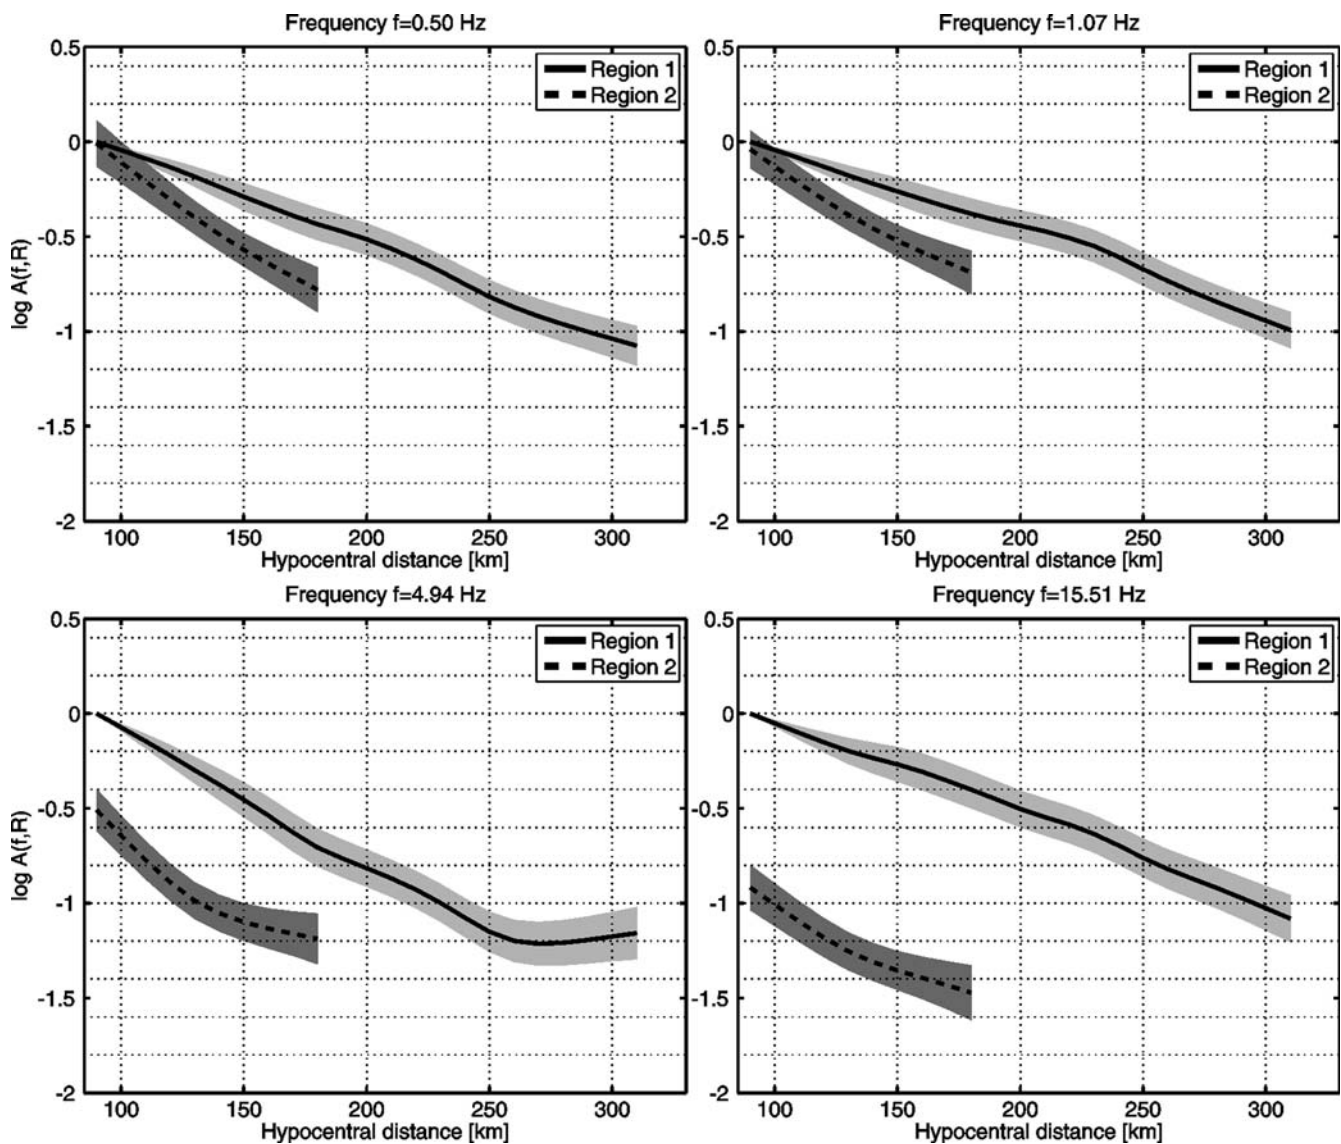 Frequency f=0.50 Hz
0.5
0
-0.5
-1
-1.5
-2
log A(f,R)
Region 1
Region 2
100 150 200 250 300
Hypocentral distance [km]
Frequency f=1.07 Hz
0.5
0
-0.5
-1
-1.5
-2
Region 1
Region 2
100 150 200 250 300
Hypocentral distance [km]
Frequency f=4.94 Hz
0.5
0
-0.5
-1
-1.5
-2
log A(f,R)
Region 1
Region 2
100 150 200 250 300
Hypocentral distance [km]
Frequency f=15.51 Hz
0.5
0
-0.5
-1
-1.5
-2
Region 1
Region 2
100 150 200 250 300
Hypocentral distance [km]